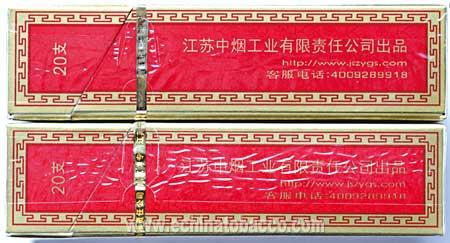 20支
江苏中烟工业有限责任公司出品
http://www.jszygs.com
客服电话:4009289918
20支
江苏中烟工业有限责任公司出品
http://www.jszygs.com
客服电话:4009289918
www.echinatobacco.com